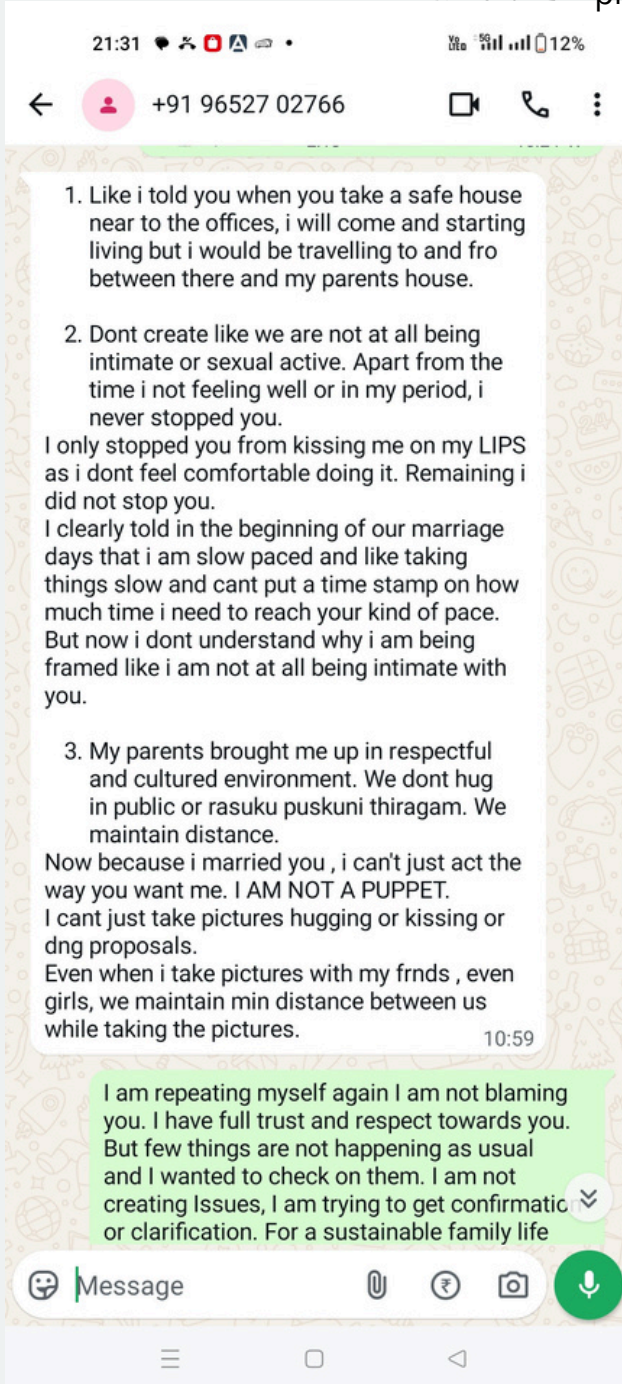 21:31 12%
+91 96527 02766
1. Like i told you when you take a safe house
near to the offices, i will come and starting
living but i would be travelling to and fro
between there and my parents house.
2. Dont create like we are not at all being
intimate or sexual active. Apart from the
time i not feeling well or in my period, i
never stopped you.
I only stopped you from kissing me on my LIPS
as i dont feel comfortable doing it. Remaining i
did not stop you.
I clearly told in the beginning of our marriage
days that i am slow paced and like taking
things slow and cant put a time stamp on how
much time i need to reach your kind of pace.
But now i dont understand why i am being
framed like i am not at all being intimate with
you.
3. My parents brought me up in respectful
and cultured environment. We dont hug
in public or rasuku puskuni thiragam. We
maintain distance.
Now because i married you , i can't just act the
way you want me. I AM NOT A PUPPET.
I cant just take pictures hugging or kissing or
dng proposals.
Even when i take pictures with my frnds , even
girls, we maintain min distance between us
while taking the pictures.
10:59
I am repeating myself again I am not blaming
you. I have full trust and respect towards you.
But few things are not happening as usual
and I wanted to check on them. I am not
creating Issues, I am trying to get confirmation
or clarification. For a sustainable family life
Message